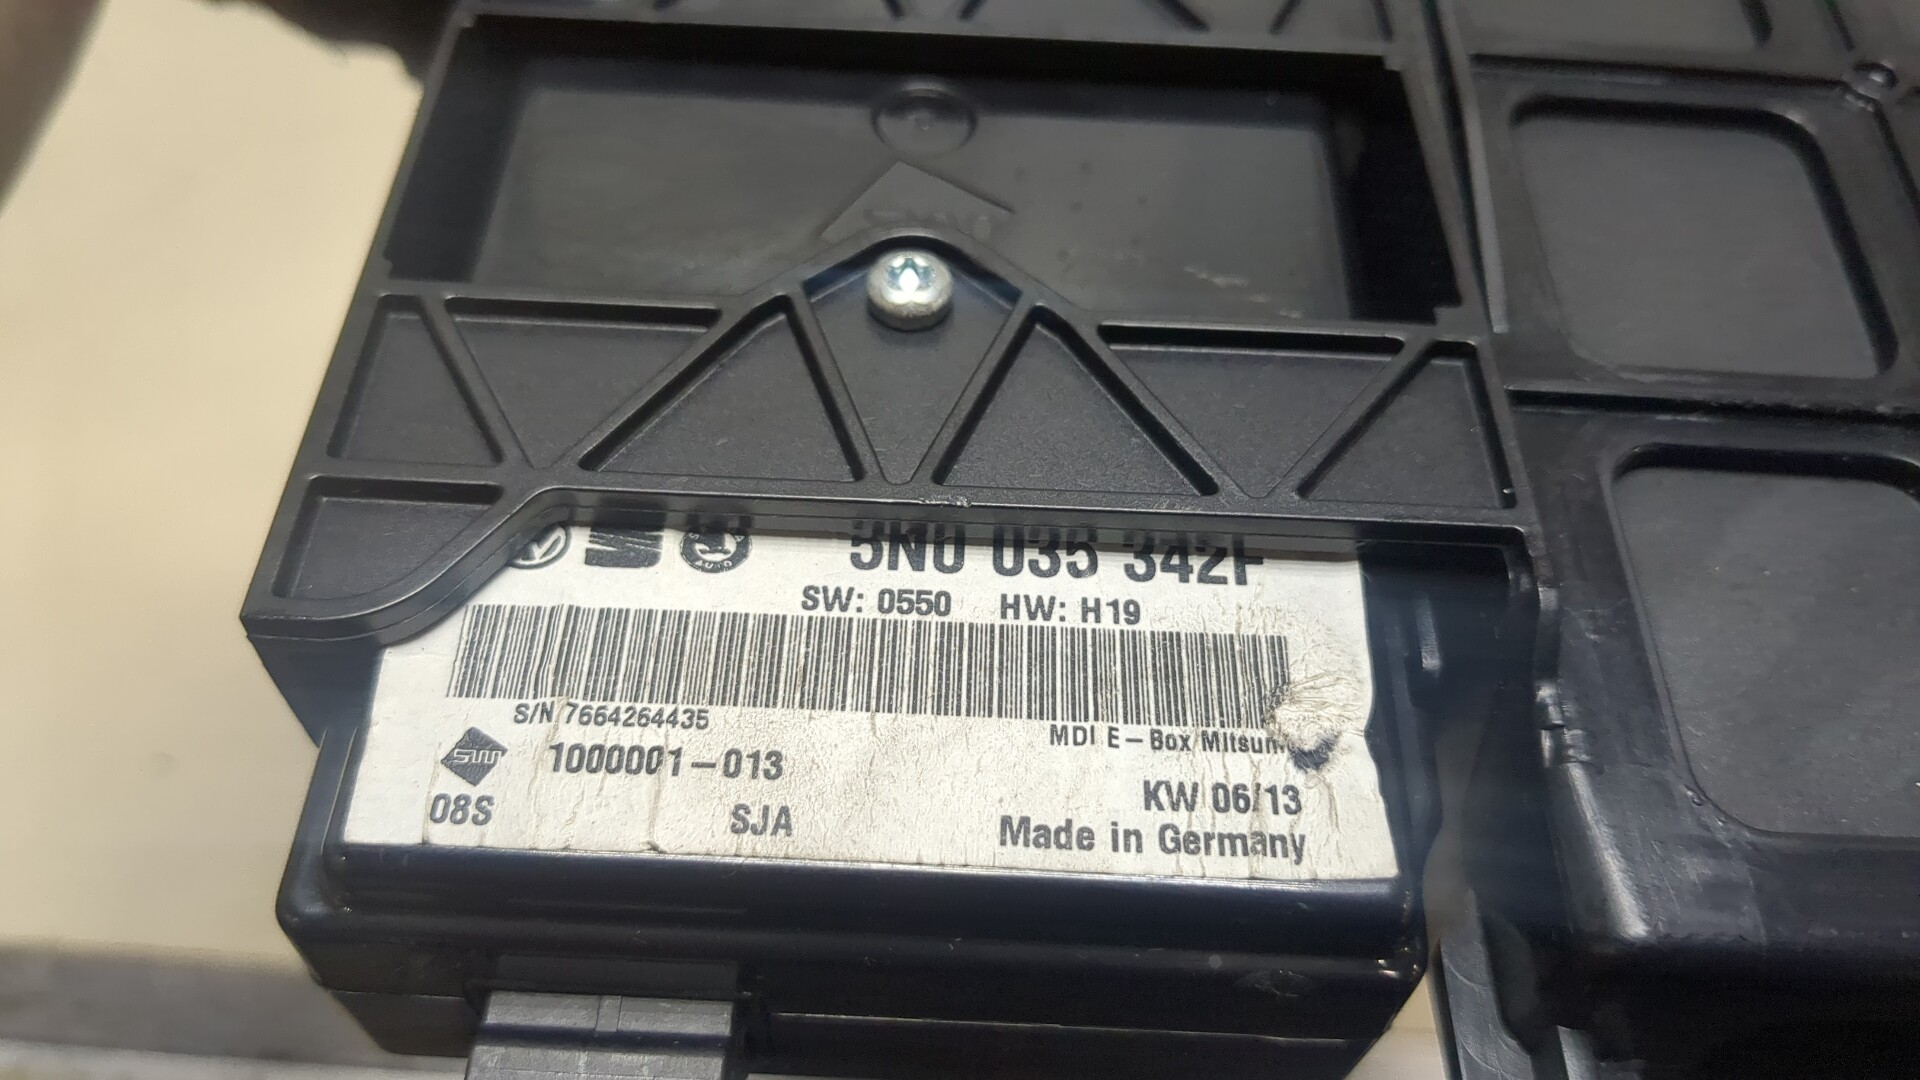 5N0 035 342F
SW: 0550 HW: H19
S/N 7664264435
MDI E-Box
SW 1000001-013
KW 06/13
08S SJA
Made in Germany